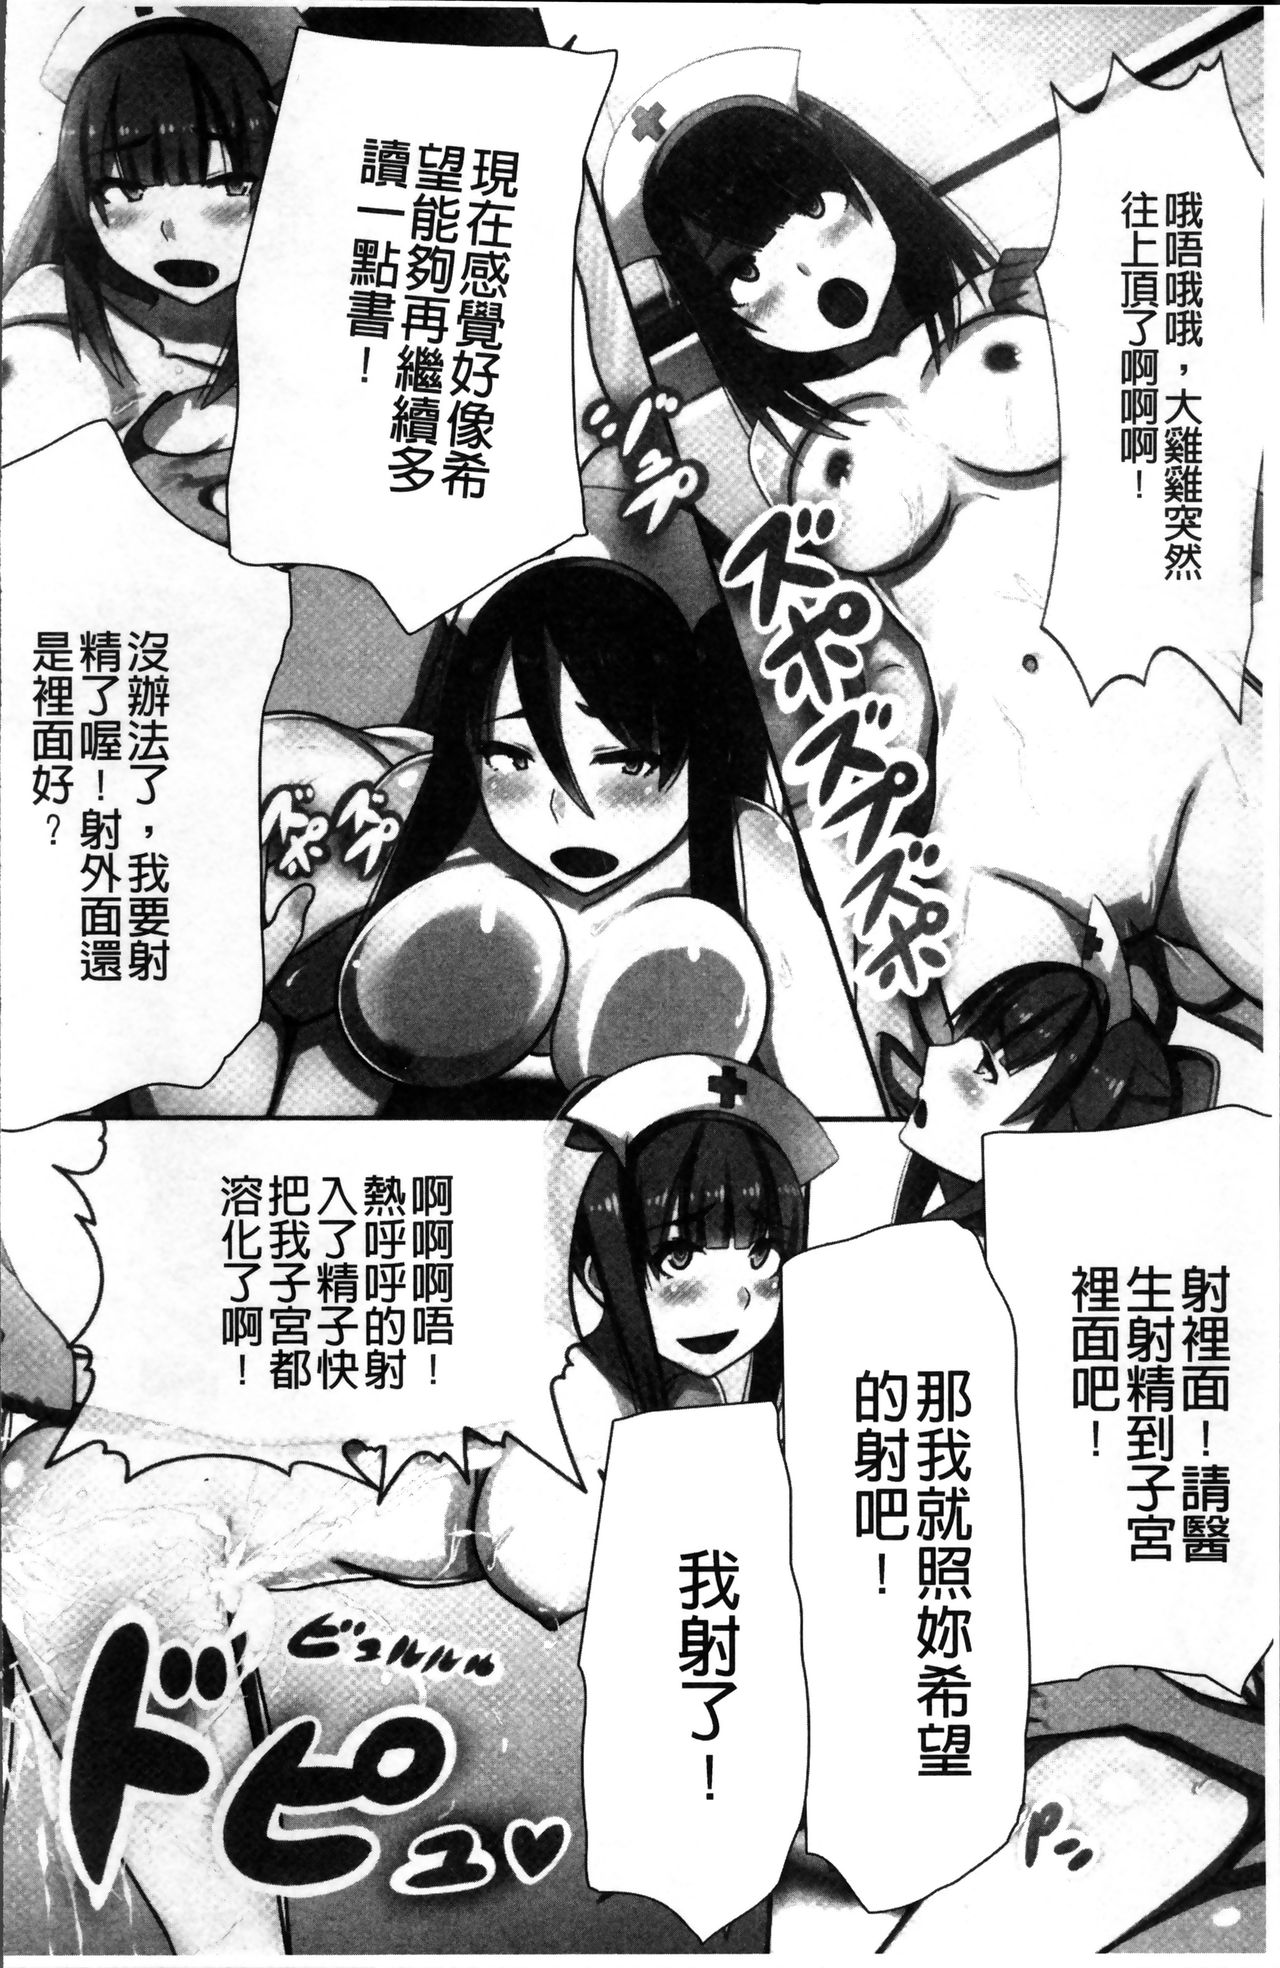 哦唔哦哦，大雞雞突然
往上頂了啊啊啊！
現在感覺好像希
望能夠再繼續多
讀一點書！
ズポ
ズプ
ズポ
ズポ
ズプ
沒辦法了，我要射
精了喔！射外面還
是裡面好？
射裡面！請醫
生射精到子宮
裡面吧！
那我就照妳希望
的射吧！
我射了！
啊啊啊唔！
熱呼呼的射
入了精子快
把我子宮都
溶化了啊！
ビュルルル
ドピュ♡